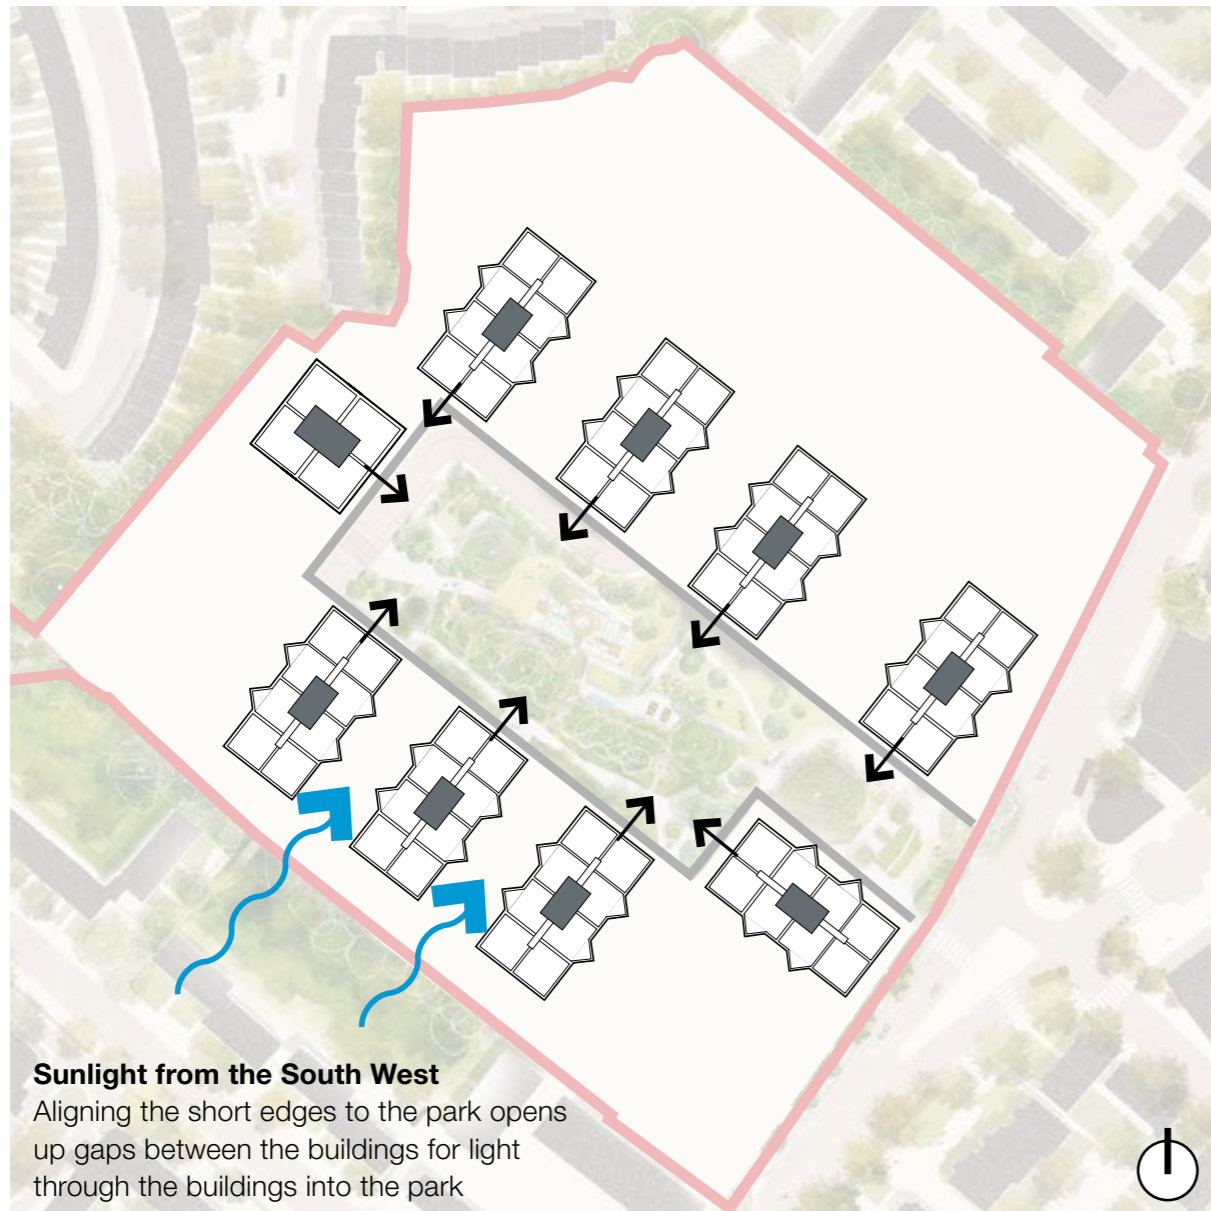 Sunlight from the South West
Aligning the short edges to the park opens
up gaps between the buildings for light
through the buildings into the park